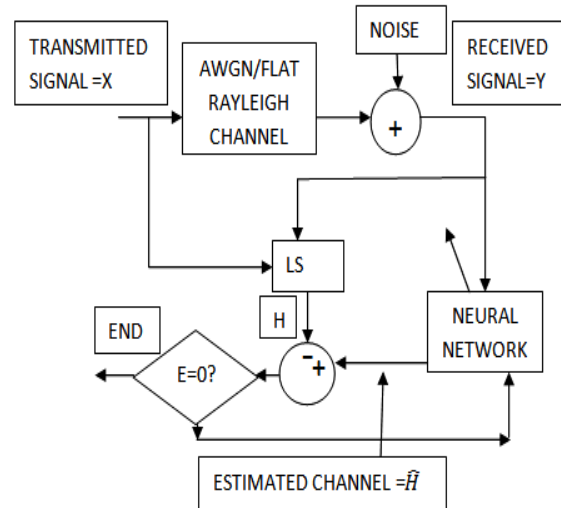 TRANSMITTED
SIGNAL =X
AWGN/FLAT
RAYLEIGH
CHANNEL
NOISE
+
RECEIVED
SIGNAL=Y
LS
H
NEURAL
NETWORK
- +
E=0?
END
ESTIMATED CHANNEL =Ĥ